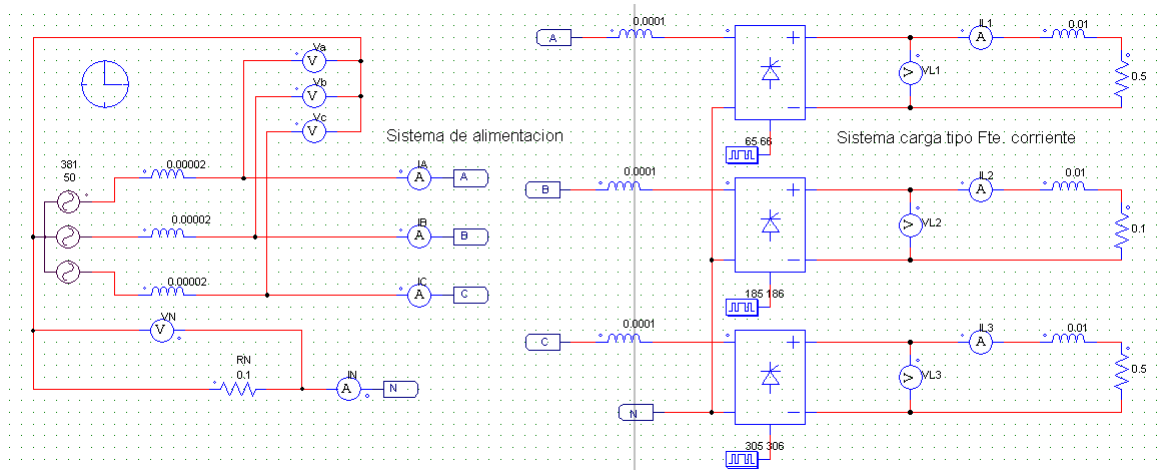 Va
V
Vb
V
Vc
V
Sistema de alimentacion
381
50
0.00002
IA
A
A
0.00002
IB
A
B
0.00002
IC
A
C
VN
V
RN
0.1
IN
A
N
A
0.0001
IL1
A
0.01
V
VL1
0.5
65 66
Sistema carga tipo Fte. corriente
B
0.0001
IL2
A
0.01
V
VL2
0.1
185 186
C
0.0001
IL3
A
0.01
V
VL3
0.5
N
305 306